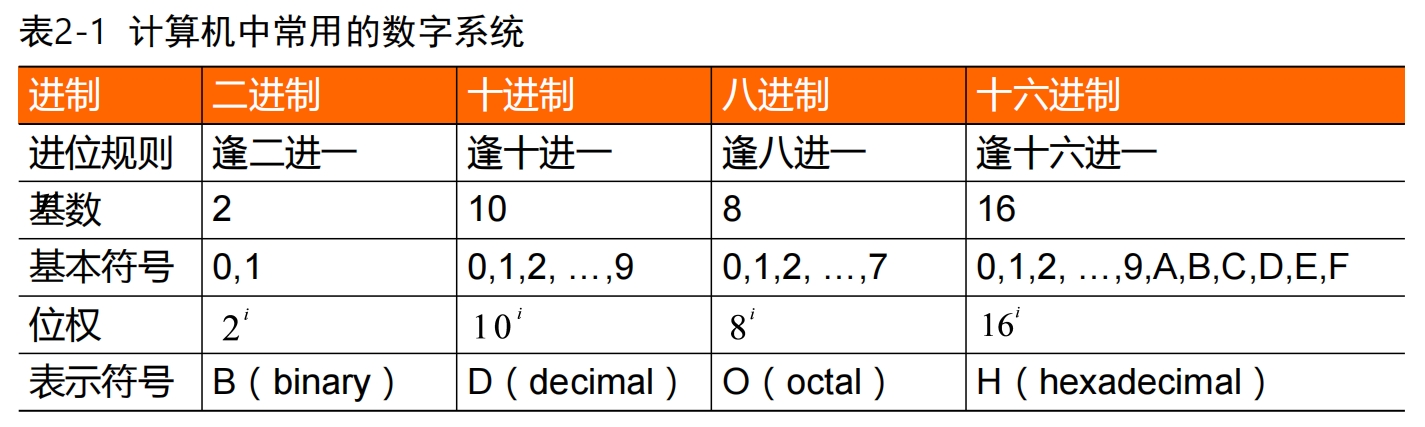 表2-1 计算机中常用的数字系统
进制 二进制 十进制 八进制 十六进制
进位规则 逢二进一 逢十进一 逢八进一 逢十六进一
基数 2 10 8 16
基本符号 0,1 0,1,2, …,9 0,1,2, …,7 0,1,2, …,9,A,B,C,D,E,F
位权 2^i 10^i 8^i 16^i
表示符号 B（binary） D（decimal） O（octal） H（hexadecimal）